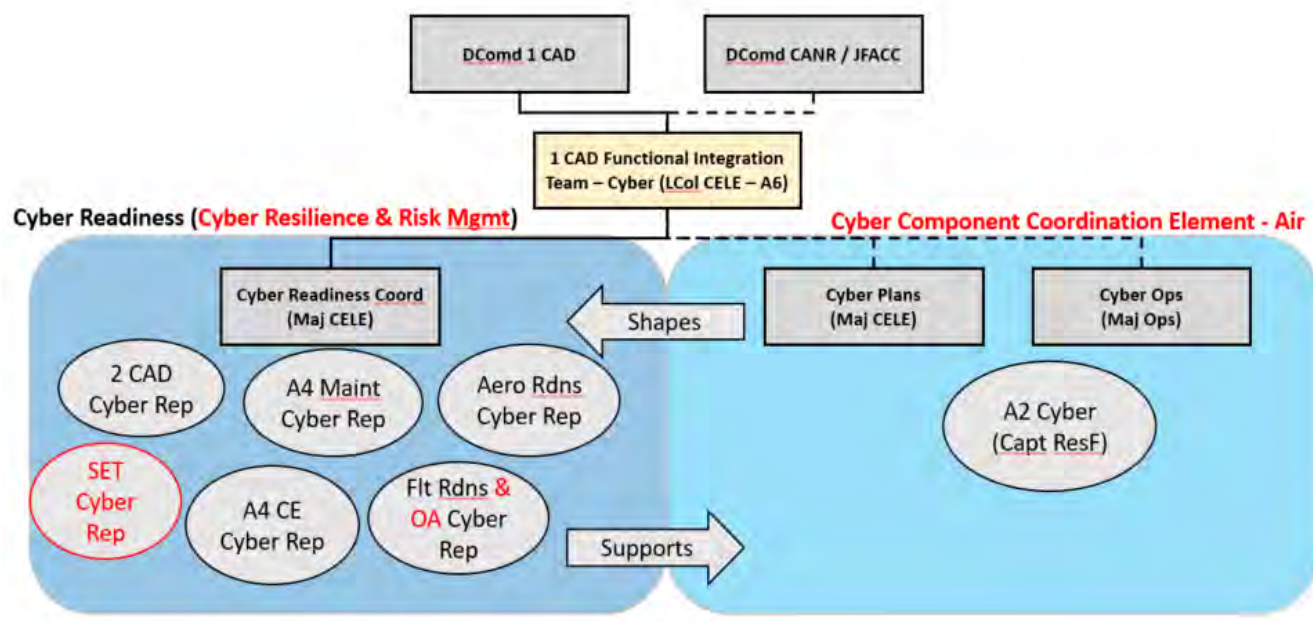 DComd 1 CAD
DComd CANR / JFACC
1 CAD Functional Integration
Team – Cyber (LCol CELE – A6)
Cyber Readiness (Cyber Resilience & Risk Mgmt)
Cyber Component Coordination Element - Air
Cyber Readiness Coord
(Maj CELE)
Shapes
Cyber Plans
(Maj CELE)
Cyber Ops
(Maj Ops)
2 CAD
Cyber Rep
A4 Maint
Cyber Rep
Aero Rdns
Cyber Rep
A2 Cyber
(Capt ResF)
SET
Cyber
Rep
A4 CE
Cyber Rep
Flt Rdns &
OA Cyber
Rep
Supports